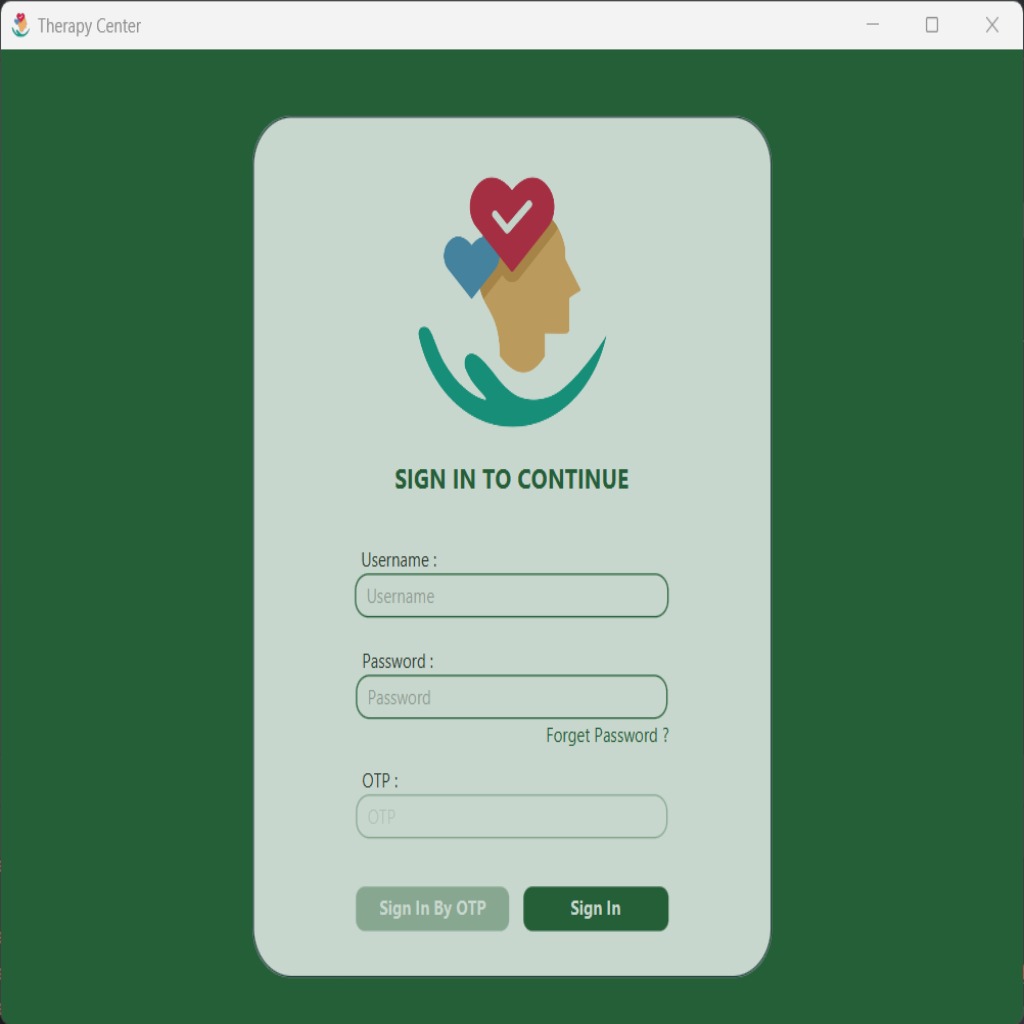 Therapy Center
SIGN IN TO CONTINUE
Username :
Username
Password :
Password
Forget Password ?
OTP :
OTP
Sign In By OTP
Sign In